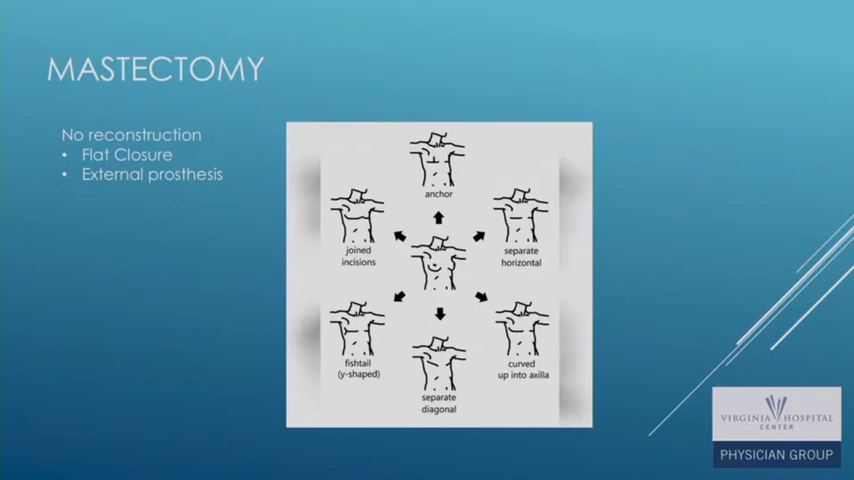 MASTECTOMY
No reconstruction
• Flat Closure
• External prosthesis
anchor
joined
incisions
separate
horizontal
fishtail
(y-shaped)
curved
up into axilla
separate
diagonal
VIRGINIA HOSPITAL
CENTER
PHYSICIAN GROUP